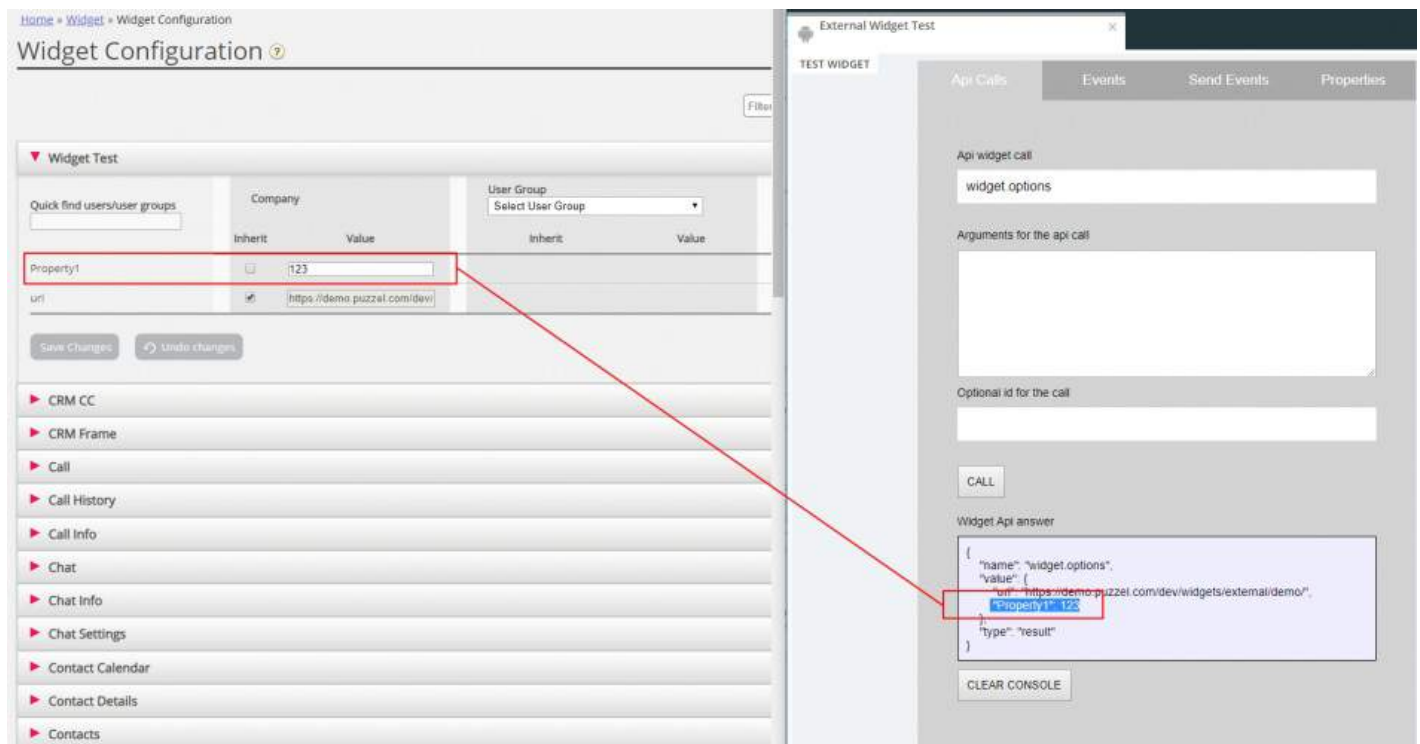 Home » Widget » Widget Configuration
Widget Configuration ?
Filter
▼ Widget Test
Quick find users/user groups
Company
User Group
Select User Group
Inherit
Value
Inherit
Value
Property1
123
url
https://demo.puzzel.com/dev/
Save Changes
Undo changes
CRM CC
CRM Frame
Call
Call History
Call Info
Chat
Chat Info
Chat Settings
Contact Calendar
Contact Details
Contacts
External Widget Test
TEST WIDGET
Api Calls
Events
Send Events
Properties
Api widget call
widget.options
Arguments for the api call
Optional id for the call
CALL
Widget Api answer
{
"name": "widget.options",
"value": {
"url": "https://demo.puzzel.com/dev/widgets/external/demo/",
"Property1": 123
},
"type": "result"
}
CLEAR CONSOLE